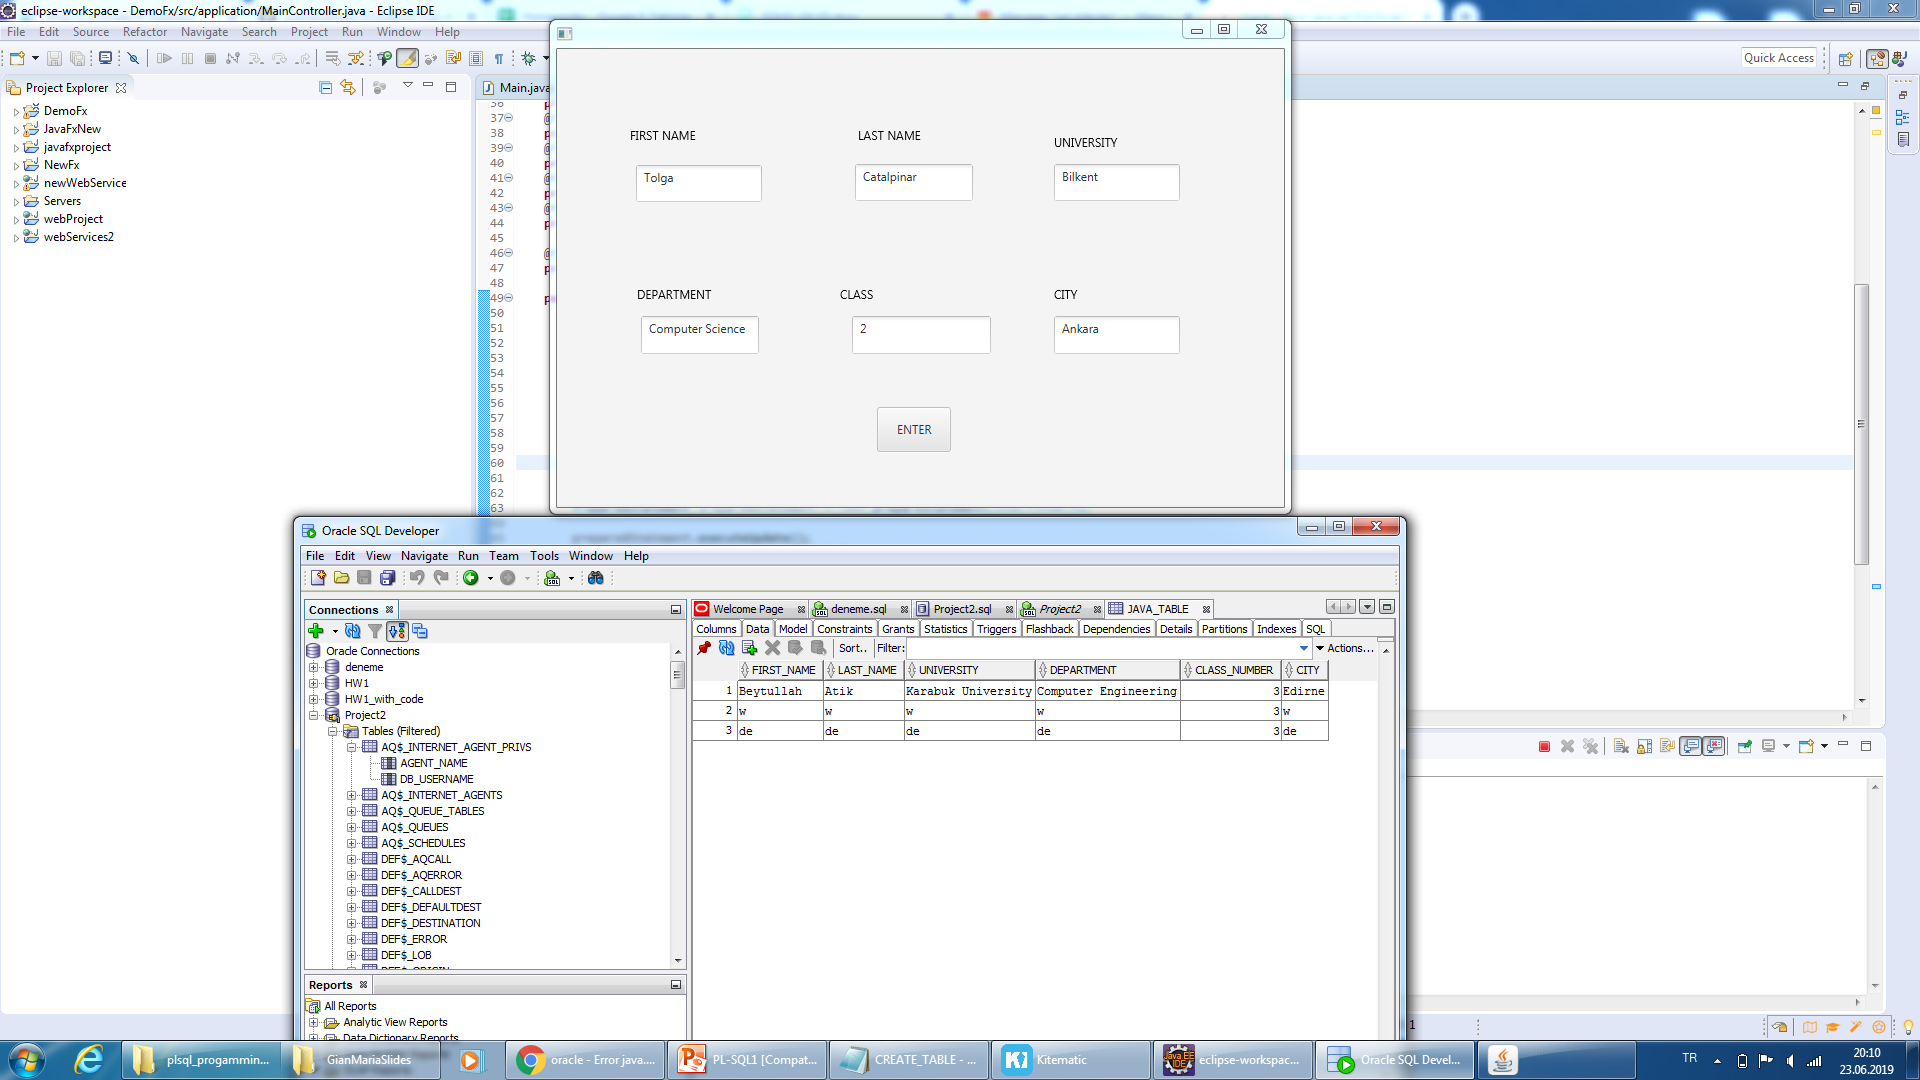 eclipse-workspace - DemoFx/src/application/MainController.java - Eclipse IDE
File Edit Source Refactor Navigate Search Project Run Window Help
Quick Access
Project Explorer
DemoFx
JavaFxNew
javafxproject
NewFx
newWebService
Servers
webProject
webServices2
Main.java
36
37
38
39
40
41
42
43
44
45
46
47
48
49
50
51
52
53
54
55
56
57
58
59
60
61
62
63
FIRST NAME LAST NAME UNIVERSITY
Tolga Catalpinar Bilkent
DEPARTMENT CLASS CITY
Computer Science 2 Ankara
ENTER
Oracle SQL Developer
File Edit View Navigate Run Team Tools Window Help
Connections
Oracle Connections
deneme
HW1
HW1_with_code
Project2
Tables (Filtered)
AQ$_INTERNET_AGENT_PRIVS
AGENT_NAME
DB_USERNAME
AQ$_INTERNET_AGENTS
AQ$_QUEUE_TABLES
AQ$_QUEUES
AQ$_SCHEDULES
DEF$_AQCALL
DEF$_AQERROR
DEF$_CALLDEST
DEF$_DEFAULTDEST
DEF$_DESTINATION
DEF$_ERROR
DEF$_LOB
Reports
All Reports
Analytic View Reports
Data Dictionary Reports
Welcome Page deneme.sql Project2.sql Project2 JAVA_TABLE
Columns Data Model Constraints Grants Statistics Triggers Flashback Dependencies Details Partitions Indexes SQL
Sort.. Filter: Actions...
FIRST_NAME LAST_NAME UNIVERSITY DEPARTMENT CLASS_NUMBER CITY
1 Beytullah Atik Karabuk University Computer Engineering 3 Edirne
2 w w w w 3 w
3 de de de de 3 de
1
plsql_progammin... GianMariaSlides oracle - Error java.... PL-SQL1 [Compat... CREATE_TABLE - ... Kitematic eclipse-workspac... Oracle SQL Devel...
TR 20:10
23.06.2019